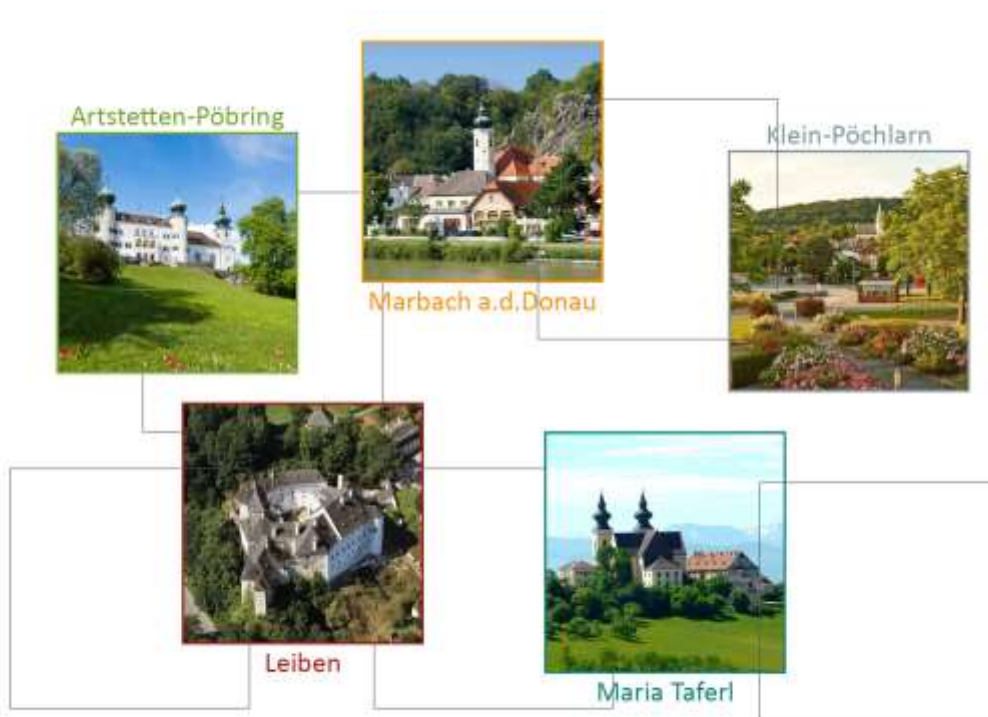 Artstetten-Pöbring
Marbach a.d.Donau
Klein-Pöchlarn
Leiben
Maria Taferl